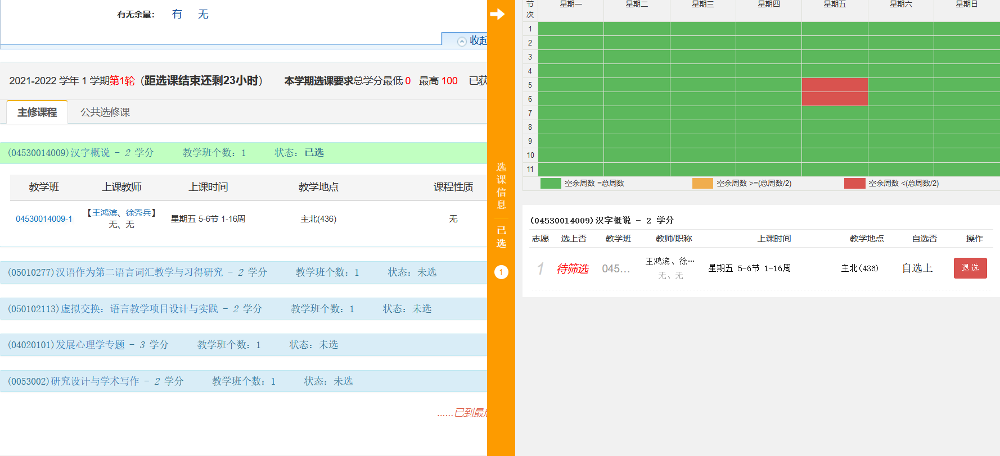 有无余量： 有 无
收起
2021-2022 学年 1 学期第1轮（距选课结束还剩23小时） 本学期选课要求总学分最低 0 最高 100 已获
主修课程 公共选修课
(04530014009)汉字概说 - 2 学分 教学班个数：1 状态：已选
教学班 上课教师 上课时间 教学地点 课程性质
04530014009-1 【王鸿滨、徐秀兵】 星期五 5-6节 1-16周 主北(436) 无
无、无
(05010277)汉语作为第二语言词汇教学与习得研究 - 2 学分 教学班个数：1 状态：未选
(050102113)虚拟交换：语言教学项目设计与实践 - 2 学分 教学班个数：1 状态：未选
(04020101)发展心理学专题 - 3 学分 教学班个数：1 状态：未选
(0053002)研究设计与学术写作 - 2 学分 教学班个数：1 状态：未选
......已到最后
选课信息
已选
1
节次 星期一 星期二 星期三 星期四 星期五 星期六 星期日
1
2
3
4
5
6
7
8
9
10
11
空余周数 =总周数 空余周数 >=(总周数/2) 空余周数 <(总周数/2)
(04530014009)汉字概说 - 2 学分
志愿 选上否 教学班 教师/职称 上课时间 教学地点 自选否 操作
1 待筛选 045... 王鸿滨、徐… 星期五 5-6节 1-16周 主北(436) 自选上 退选
无、无